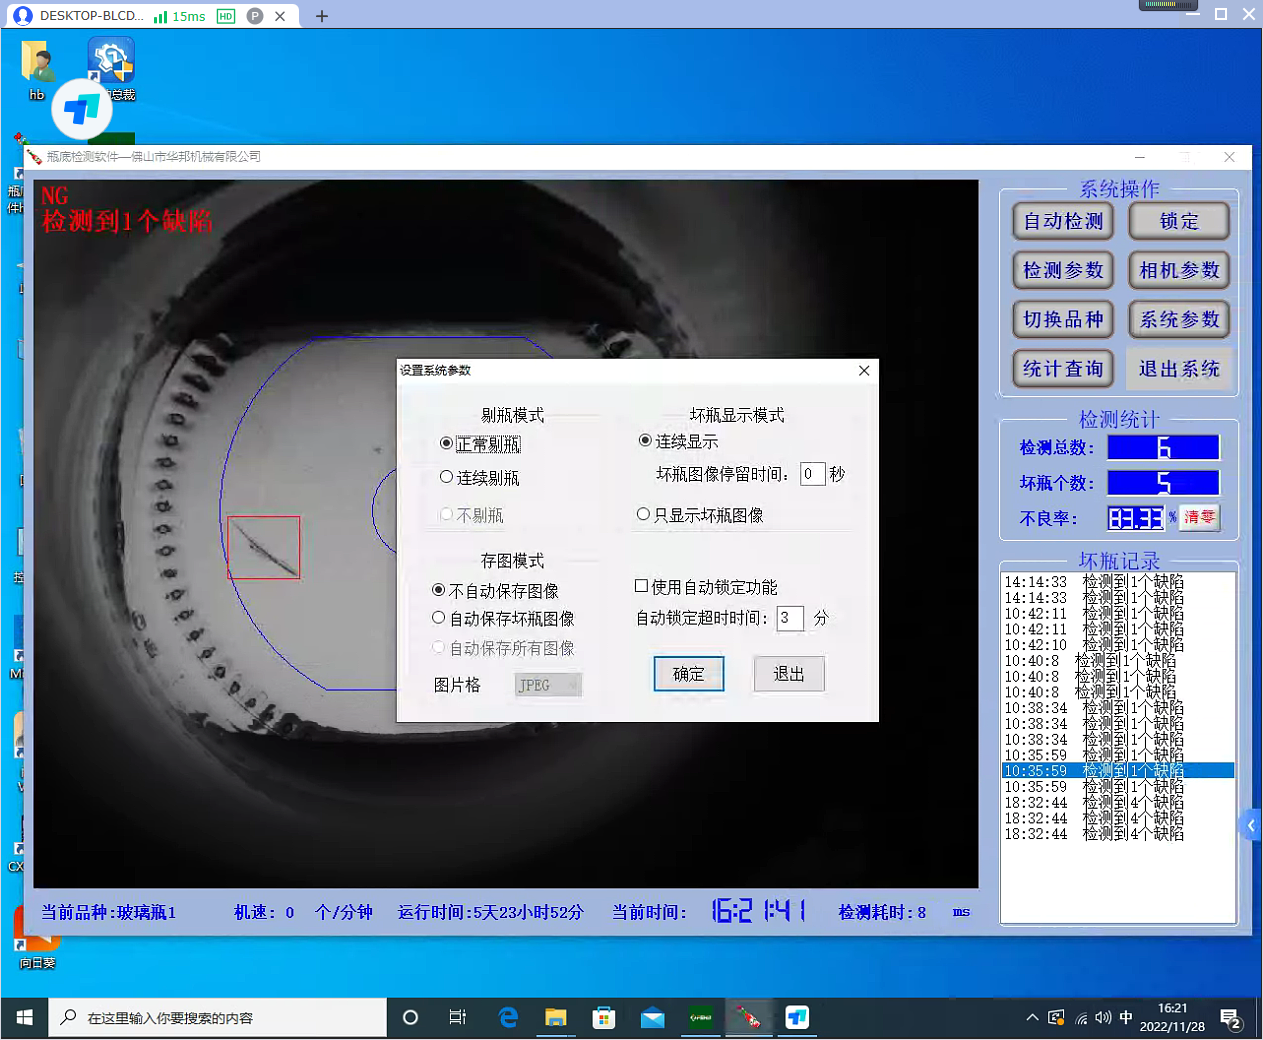 DESKTOP-BLCD... 15ms HD P
hb
总裁
瓶底检测软件—佛山市华邦机械有限公司
NG
检测到1个缺陷
系统操作
自动检测 锁定
检测参数 相机参数
切换品种 系统参数
统计查询 退出系统
检测统计
检测总数: 6
坏瓶个数: 5
不良率: 83.33 % 清零
坏瓶记录
14:14:33 检测到1个缺陷
14:14:33 检测到1个缺陷
10:42:11 检测到1个缺陷
10:42:11 检测到1个缺陷
10:42:10 检测到1个缺陷
10:40:8 检测到1个缺陷
10:40:8 检测到1个缺陷
10:40:8 检测到1个缺陷
10:38:34 检测到1个缺陷
10:38:34 检测到1个缺陷
10:38:34 检测到1个缺陷
10:35:59 检测到1个缺陷
10:35:59 检测到1个缺陷
10:35:59 检测到1个缺陷
18:32:44 检测到4个缺陷
18:32:44 检测到4个缺陷
18:32:44 检测到4个缺陷
设置系统参数
剔瓶模式
正常剔瓶
连续剔瓶
不剔瓶
坏瓶显示模式
连续显示
坏瓶图像停留时间: 0 秒
只显示坏瓶图像
存图模式
不自动保存图像
自动保存坏瓶图像
自动保存所有图像
图片格 JPEG
使用自动锁定功能
自动锁定超时时间: 3 分
确定 退出
当前品种:玻璃瓶1 机速: 0 个/分钟 运行时间:5天23小时52分 当前时间: 16:21:41 检测耗时:8 ms
向日葵
在这里输入你要搜索的内容
中
16:21
2022/11/28
2